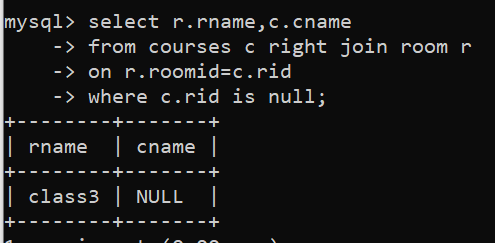 mysql> select r.rname,c.cname
    -> from courses c right join room r
    -> on r.roomid=c.rid
    -> where c.rid is null;
+--------+-------+
| rname  | cname |
+--------+-------+
| class3 | NULL  |
+--------+-------+